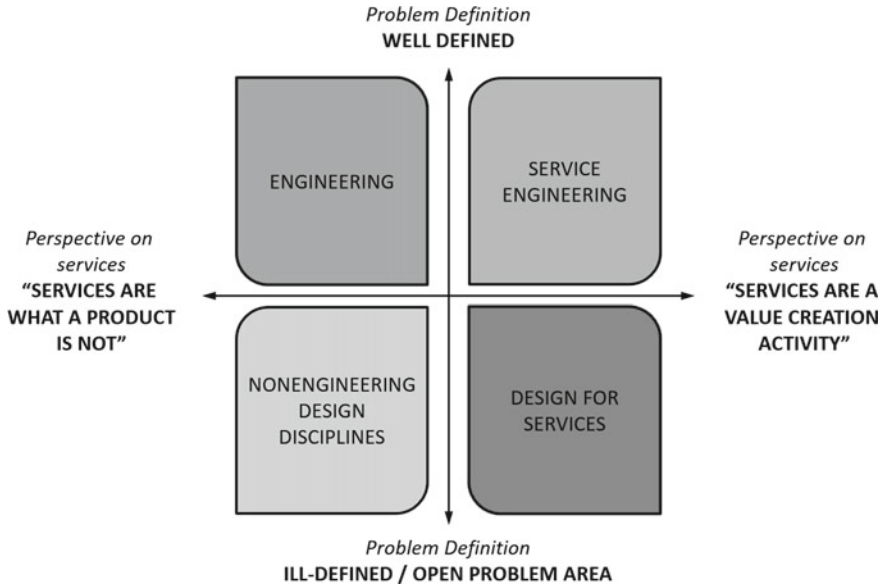 Problem Definition
WELL DEFINED
ENGINEERING
SERVICE
ENGINEERING
Perspective on
services
"SERVICES ARE
WHAT A PRODUCT
IS NOT"
Perspective on
services
"SERVICES ARE A
VALUE CREATION
ACTIVITY"
NONENGINEERING
DESIGN
DISCIPLINES
DESIGN FOR
SERVICES
Problem Definition
ILL-DEFINED / OPEN PROBLEM AREA